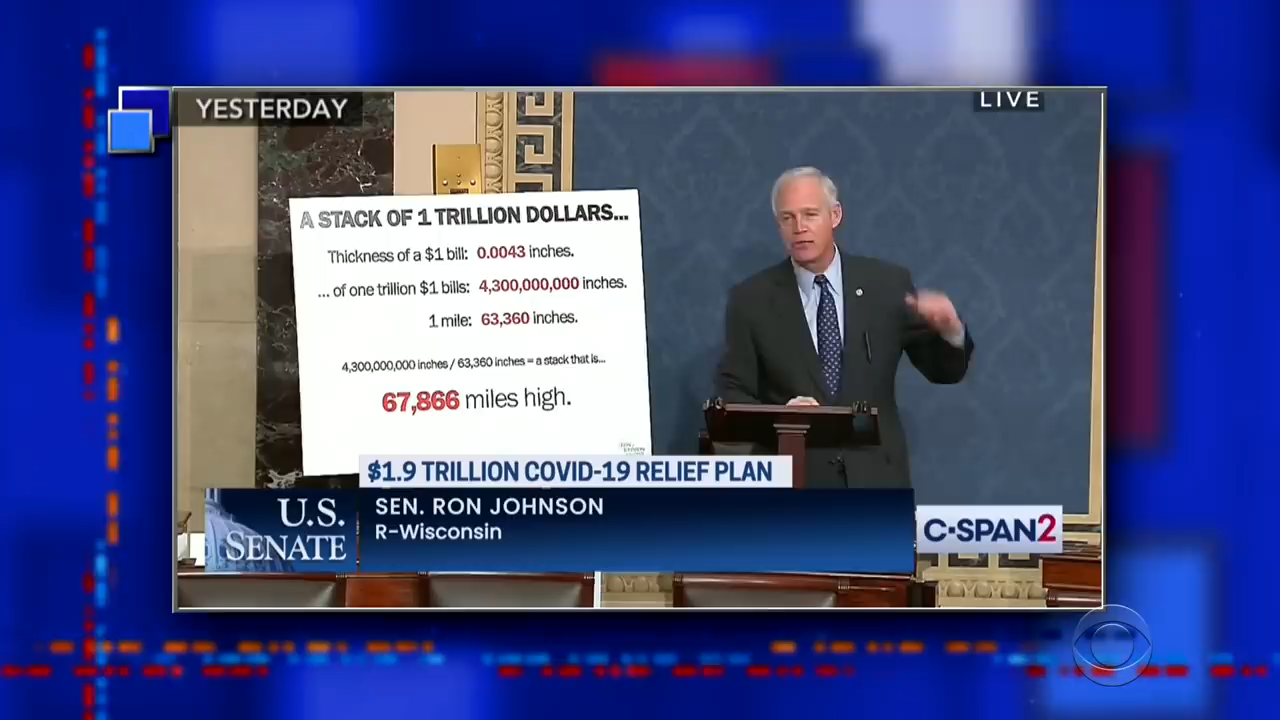 YESTERDAY
LIVE
A STACK OF 1 TRILLION DOLLARS...
Thickness of a $1 bill: 0.0043 inches.
... of one trillion $1 bills: 4,300,000,000 inches.
1 mile: 63,360 inches.
4,300,000,000 inches / 63,360 inches = a stack that is...
67,866 miles high.
$1.9 TRILLION COVID-19 RELIEF PLAN
U.S.
SENATE
SEN. RON JOHNSON
R-Wisconsin
C-SPAN2